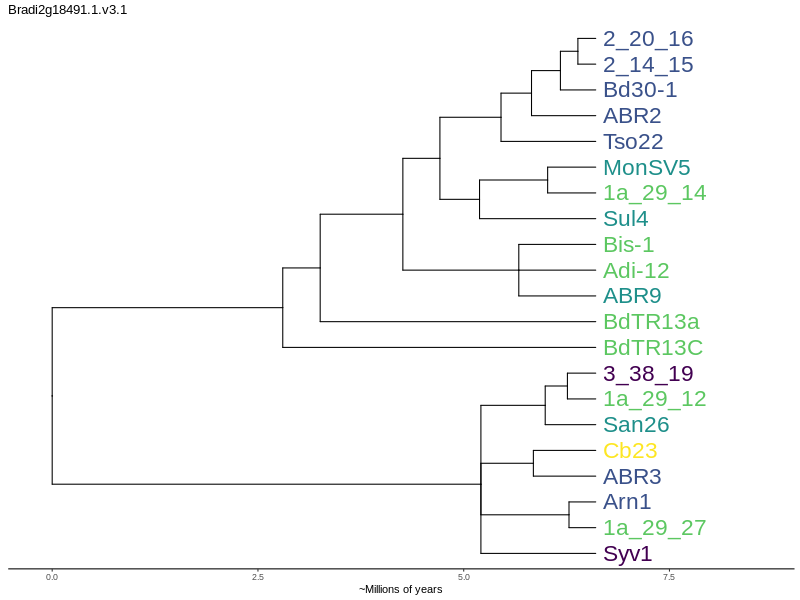 Bradi2g18491.1.v3.1
2_20_16
2_14_15
Bd30-1
ABR2
Tso22
MonSV5
1a_29_14
Sul4
Bis-1
Adi-12
ABR9
BdTR13a
BdTR13C
3_38_19
1a_29_12
San26
Cb23
ABR3
Arn1
1a_29_27
Syv1
0.0 2.5 5.0 7.5
~Millions of years